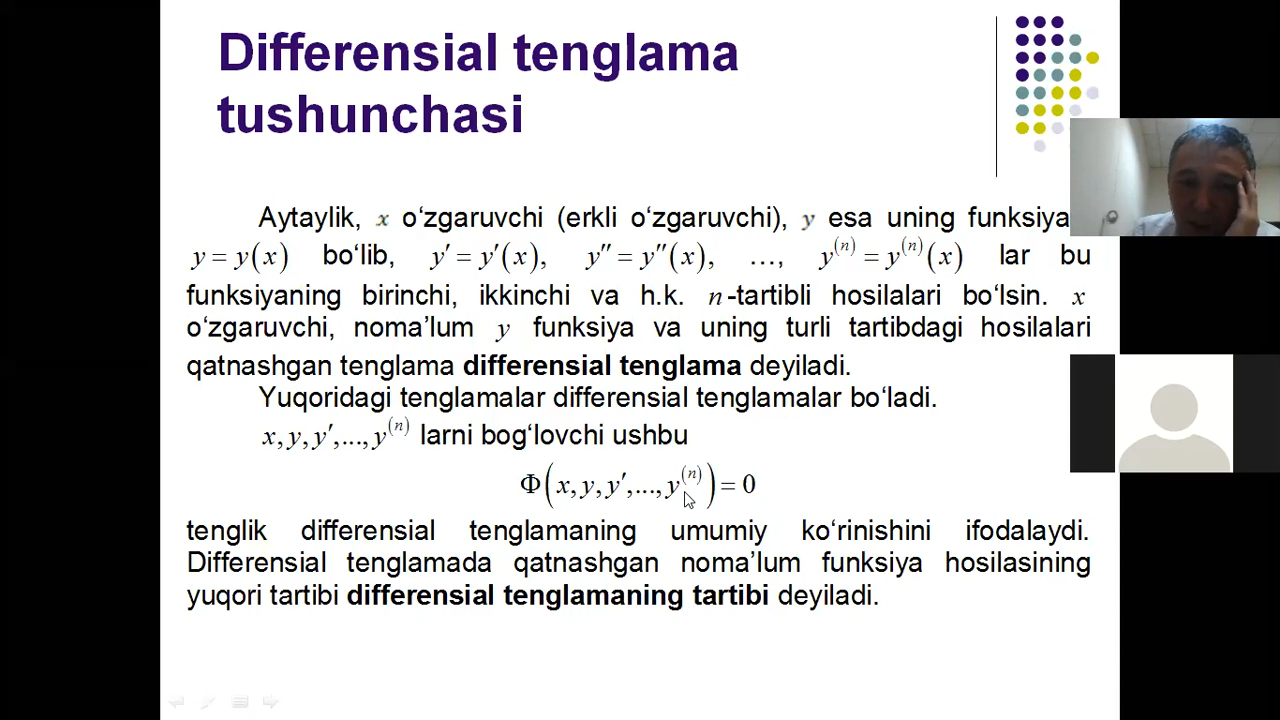 Differensial tenglama
tushunchasi
Aytaylik, x o‘zgaruvchi (erkli o‘zgaruvchi), y esa uning funksiya
y = y(x) bo‘lib, y′ = y′(x), y″ = y″(x), …, y⁽ⁿ⁾ = y⁽ⁿ⁾(x) lar bu
funksiyaning birinchi, ikkinchi va h.k. n-tartibli hosilalari bo‘lsin. x
o‘zgaruvchi, noma’lum y funksiya va uning turli tartibdagi hosilalari
qatnashgan tenglama differensial tenglama deyiladi.
Yuqoridagi tenglamalar differensial tenglamalar bo‘ladi.
x, y, y′,..., y⁽ⁿ⁾ larni bog‘lovchi ushbu
Φ(x, y, y′,..., y⁽ⁿ⁾) = 0
tenglik differensial tenglamaning umumiy ko‘rinishini ifodalaydi.
Differensial tenglamada qatnashgan noma’lum funksiya hosilasining
yuqori tartibi differensial tenglamaning tartibi deyiladi.